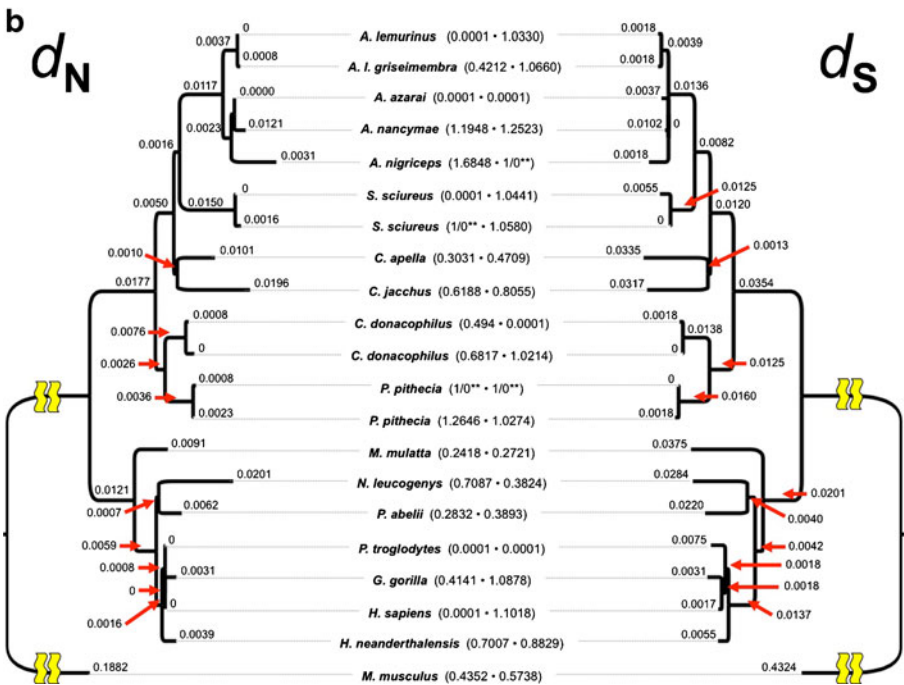 b
d_N
d_S
0 A. lemurinus (0.0001 • 1.0330) 0.0018
0.0037 0.0039
0.0008 A. l. griseimembra (0.4212 • 1.0660) 0.0018
0.0117 0.0000 A. azarai (0.0001 • 0.0001) 0.0037 0.0136
0.0023 0.0121 A. nancymae (1.1948 • 1.2523) 0.0102 0
0.0016 0.0082
0.0031 A. nigriceps (1.6848 • 1/0**) 0.0018
0 S. sciureus (0.0001 • 1.0441) 0.0055 0.0125
0.0050 0.0150 0.0120
0.0016 S. sciureus (1/0** • 1.0580) 0
0.0010 0.0101 C. apella (0.3031 • 0.4709) 0.0335 0.0013
0.0177 0.0196 C. jacchus (0.6188 • 0.8055) 0.0317 0.0354
0.0008 C. donacophilus (0.494 • 0.0001) 0.0018
0.0076 0.0138
0 C. donacophilus (0.6817 • 1.0214) 0
0.0026 0.0125
0.0008 P. pithecia (1/0** • 1/0**) 0
0.0036 0.0160
0.0023 P. pithecia (1.2646 • 1.0274) 0.0018
0.0091 M. mulatta (0.2418 • 0.2721) 0.0375
0.0121 0.0201 N. leucogenys (0.7087 • 0.3824) 0.0284 0.0201
0.0007 0.0062 P. abelii (0.2832 • 0.3893) 0.0220 0.0040
0.0059 0 P. troglodytes (0.0001 • 0.0001) 0.0075 0.0042
0.0008 0.0018
0.0031 G. gorilla (0.4141 • 1.0878) 0.0031
0 0.0018
0 H. sapiens (0.0001 • 1.1018) 0.0017
0.0016 0.0137
0.0039 H. neanderthalensis (0.7007 • 0.8829) 0.0055
0.1882 M. musculus (0.4352 • 0.5738) 0.4324